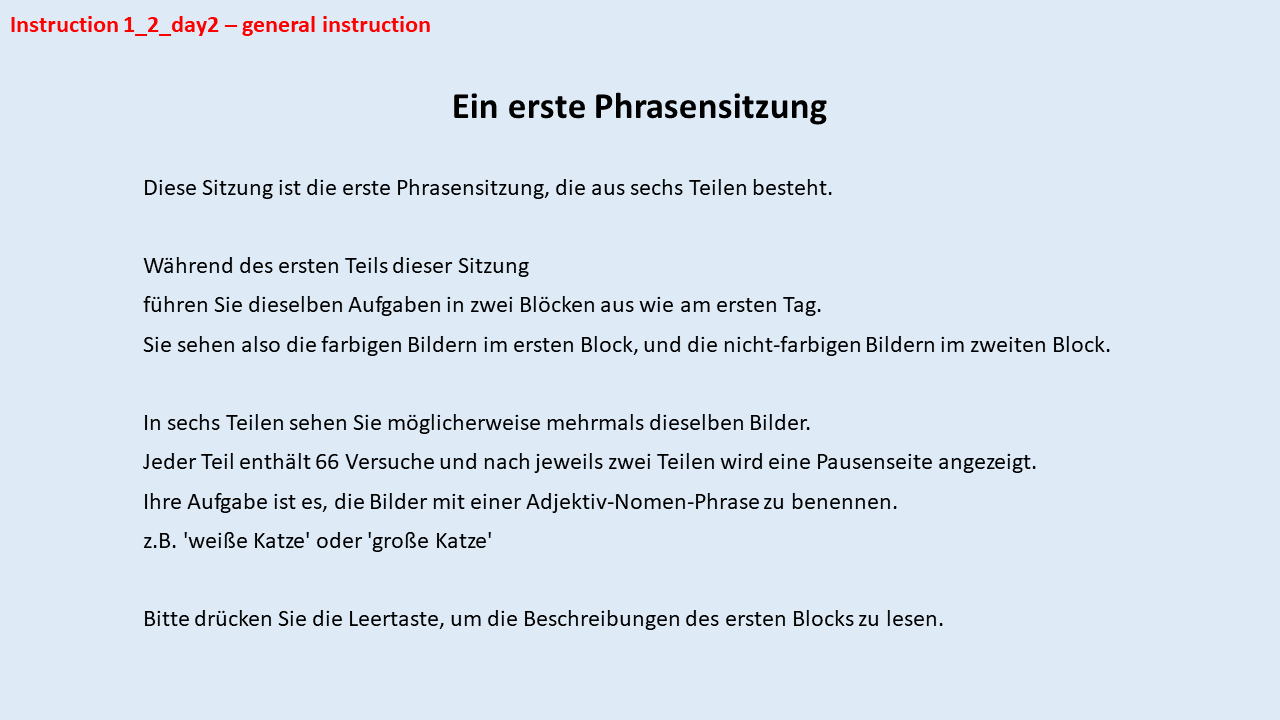 Instruction 1_2_day2 – general instruction
Ein erste Phrasensitzung
Diese Sitzung ist die erste Phrasensitzung, die aus sechs Teilen besteht.
Während des ersten Teils dieser Sitzung
führen Sie dieselben Aufgaben in zwei Blöcken aus wie am ersten Tag.
Sie sehen also die farbigen Bildern im ersten Block, und die nicht-farbigen Bildern im zweiten Block.
In sechs Teilen sehen Sie möglicherweise mehrmals dieselben Bilder.
Jeder Teil enthält 66 Versuche und nach jeweils zwei Teilen wird eine Pausenseite angezeigt.
Ihre Aufgabe ist es, die Bilder mit einer Adjektiv-Nomen-Phrase zu benennen.
z.B. 'weiße Katze' oder 'große Katze'
Bitte drücken Sie die Leertaste, um die Beschreibungen des ersten Blocks zu lesen.